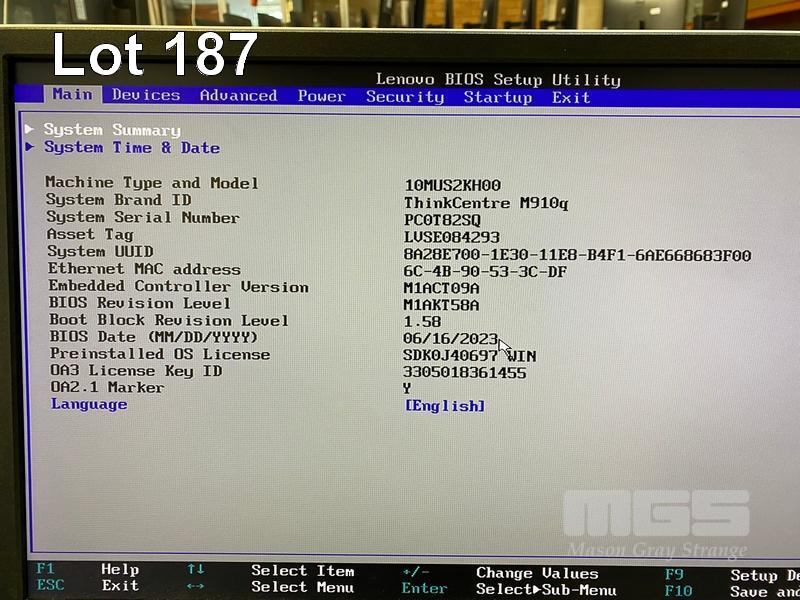 Lot 187
Lenovo BIOS Setup Utility
Main Devices Advanced Power Security Startup Exit
System Summary
System Time & Date
Machine Type and Model 10MUS2KH00
System Brand ID ThinkCentre M910q
System Serial Number PC0T82SQ
Asset Tag LVSE084293
System UUID 8A28E700-1E30-11E8-B4F1-6AE668683F00
Ethernet MAC address 6C-4B-90-53-3C-DF
Embedded Controller Version M1ACT09A
BIOS Revision Level M1AKT58A
Boot Block Revision Level 1.58
BIOS Date (MM/DD/YYYY) 06/16/2023
Preinstalled OS License SDK0J40697 WIN
OA3 License Key ID 3305018361455
OA2.1 Marker Y
Language [English]
MGS
Mason Gray Strange
F1 Help ↑↓ Select Item +/- Change Values F9 Setup De
ESC Exit ←→ Select Menu Enter Select▶Sub-Menu F10 Save and